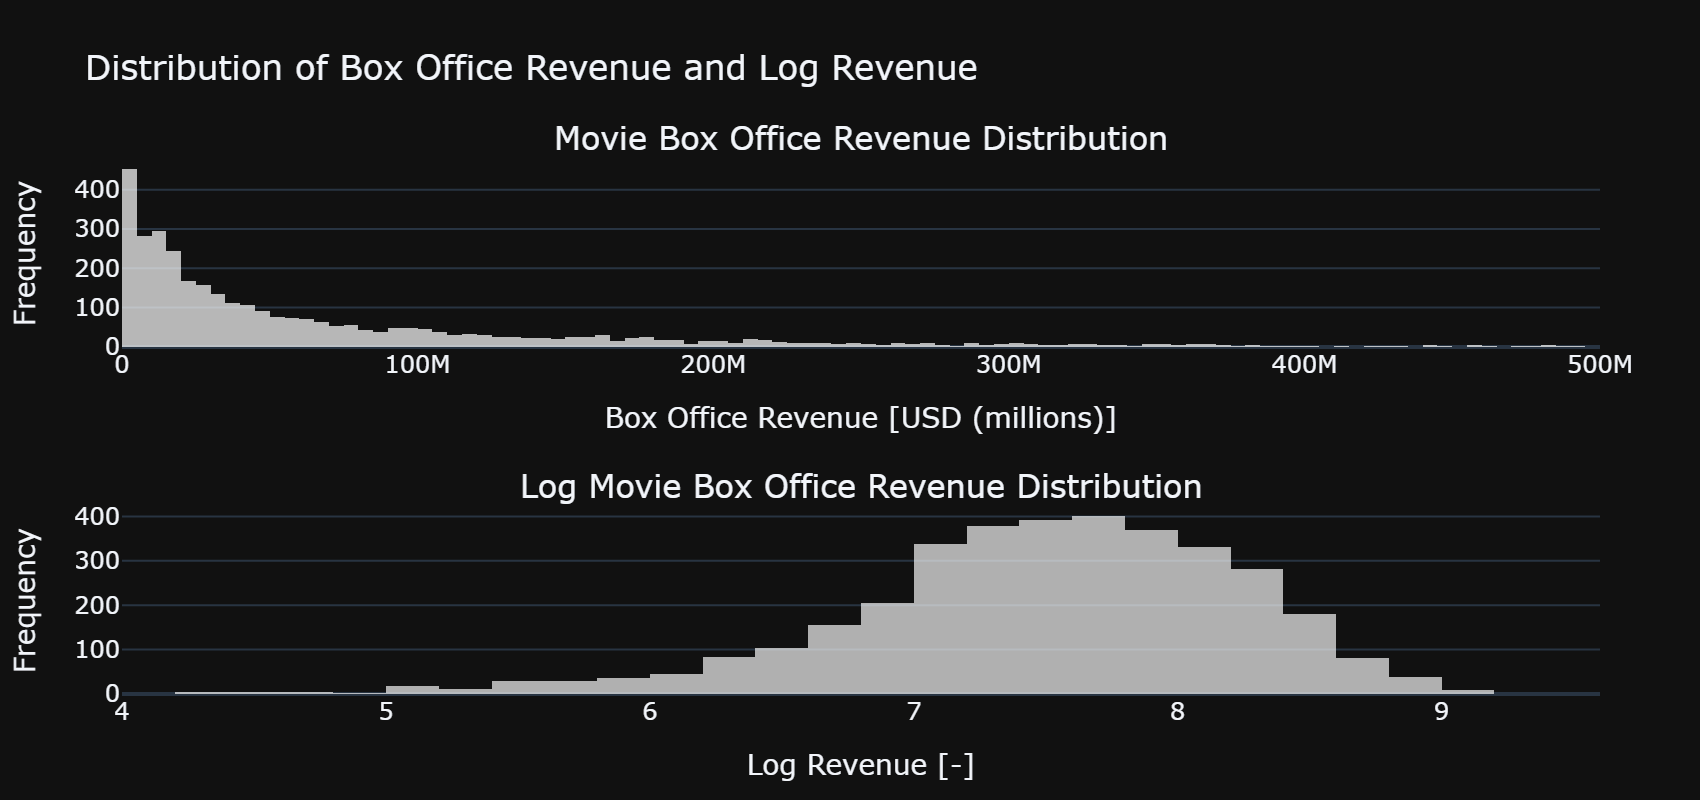 Distribution of Box Office Revenue and Log Revenue
Movie Box Office Revenue Distribution
Frequency
400
300
200
100
0
0 100M 200M 300M 400M 500M
Box Office Revenue [USD (millions)]
Log Movie Box Office Revenue Distribution
Frequency
400
300
200
100
0
4 5 6 7 8 9
Log Revenue [-]